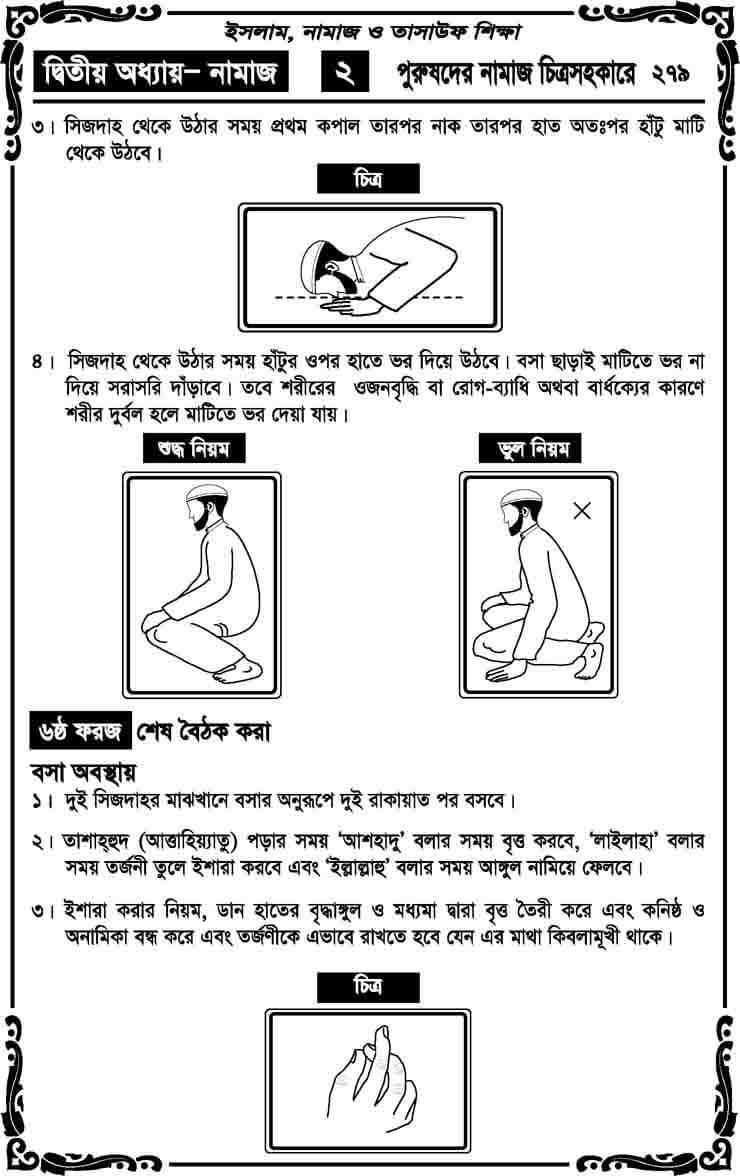 ইসলাম, নামাজ ও তাসাউফ শিক্ষা
দ্বিতীয় অধ্যায়– নামাজ ২ পুরুষদের নামাজ চিত্রসহকারে ২৭৯
৩। সিজদাহ থেকে উঠার সময় প্রথম কপাল তারপর নাক তারপর হাত অতঃপর হাঁটু মাটি
থেকে উঠবে।
চিত্র
৪। সিজদাহ থেকে উঠার সময় হাঁটুর ওপর হাতে ভর দিয়ে উঠবে। বসা ছাড়াই মাটিতে ভর না
দিয়ে সরাসরি দাঁড়াবে। তবে শরীরের ওজনবৃদ্ধি বা রোগ-ব্যাধি অথবা বার্ধক্যের কারণে
শরীর দুর্বল হলে মাটিতে ভর দেয়া যায়।
শুদ্ধ নিয়ম ভুল নিয়ম
৬ষ্ঠ ফরজ শেষ বৈঠক করা
বসা অবস্থায়
১। দুই সিজদাহর মাঝখানে বসার অনুরূপে দুই রাকায়াত পর বসবে।
২। তাশাহ্‌হুদ (আত্তাহিয়্যাতু) পড়ার সময় ‘আশহাদু’ বলার সময় বৃত্ত করবে, ‘লাইলাহা’ বলার
সময় তর্জনী তুলে ইশারা করবে এবং ‘ইল্লাল্লাহু’ বলার সময় আঙ্গুল নামিয়ে ফেলবে।
৩। ইশারা করার নিয়ম, ডান হাতের বৃদ্ধাঙ্গুল ও মধ্যমা দ্বারা বৃত্ত তৈরী করে এবং কনিষ্ঠ ও
অনামিকা বন্ধ করে এবং তর্জণীকে এভাবে রাখতে হবে যেন এর মাথা কিবলামূখী থাকে।
চিত্র